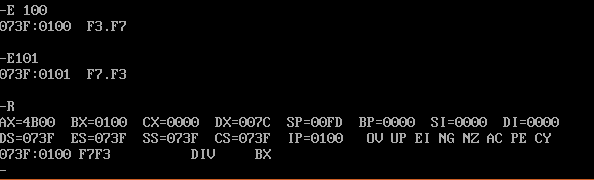 -E 100
073F:0100 F3.F7
-E101
073F:0101 F7.F3
-R
AX=4B00 BX=0100 CX=0000 DX=007C SP=00FD BP=0000 SI=0000 DI=0000
DS=073F ES=073F SS=073F CS=073F IP=0100 OV UP EI NG NZ AC PE CY
073F:0100 F7F3 DIV BX
-